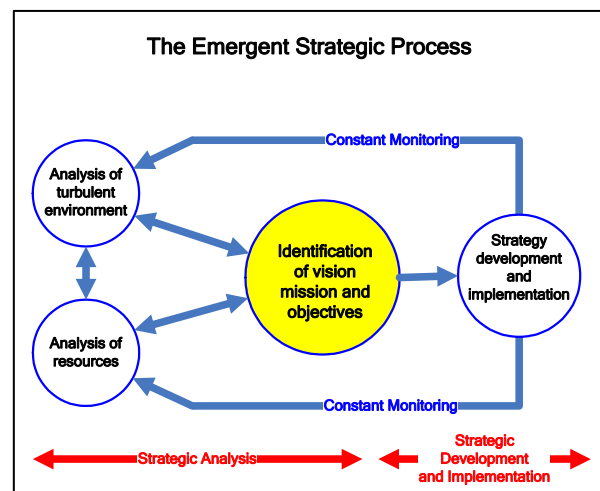 The Emergent Strategic Process
Constant Monitoring
Analysis of
turbulent
environment
Identification
of vision
mission and
objectives
Strategy
development
and
implementation
Analysis of
resources
Constant Monitoring
Strategic Analysis
Strategic
Development
and Implementation